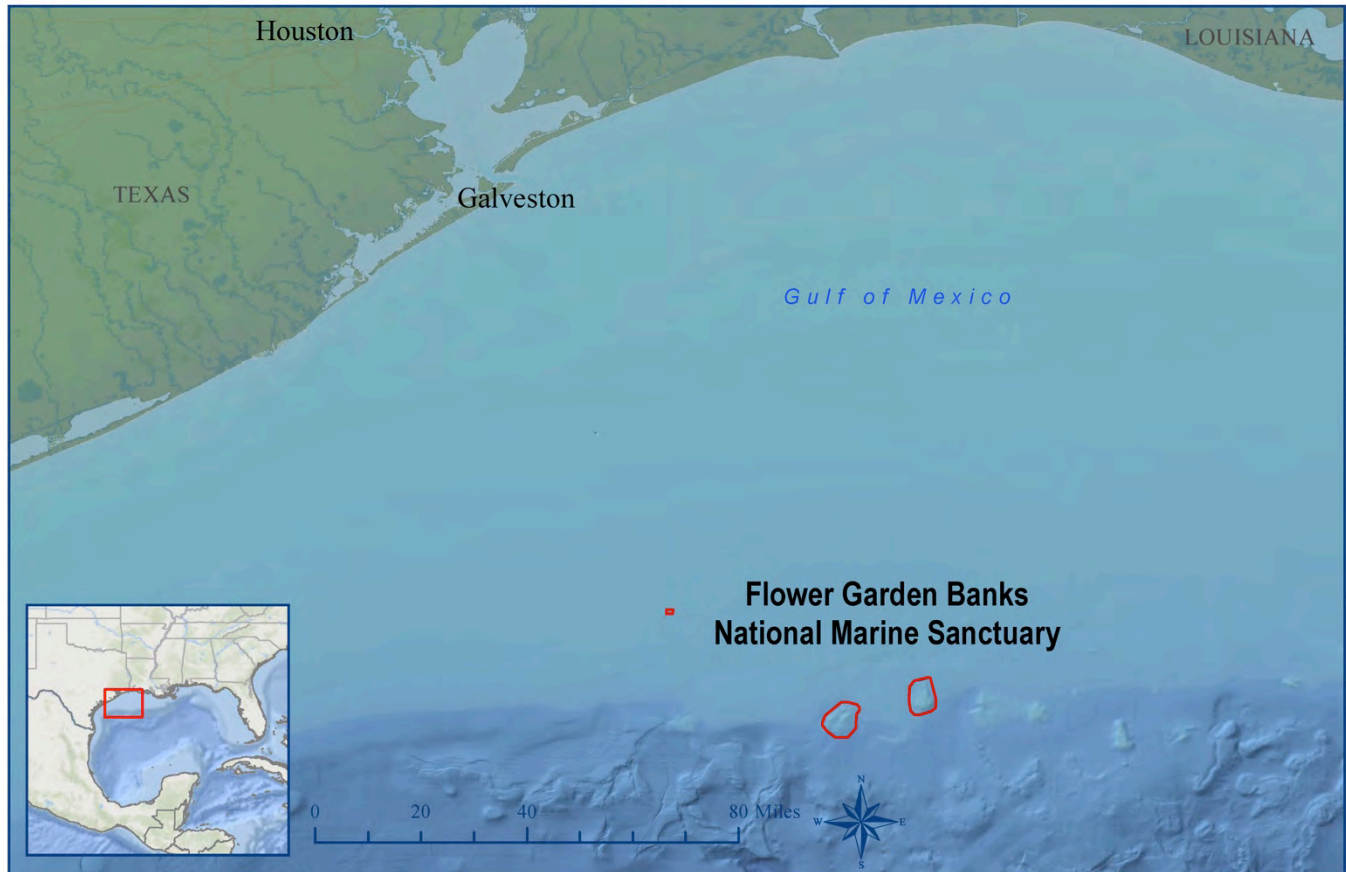 Houston
LOUISIANA
TEXAS
Galveston
Gulf of Mexico
Flower Garden Banks
National Marine Sanctuary
0 20 40 80 Miles
N
W E
S